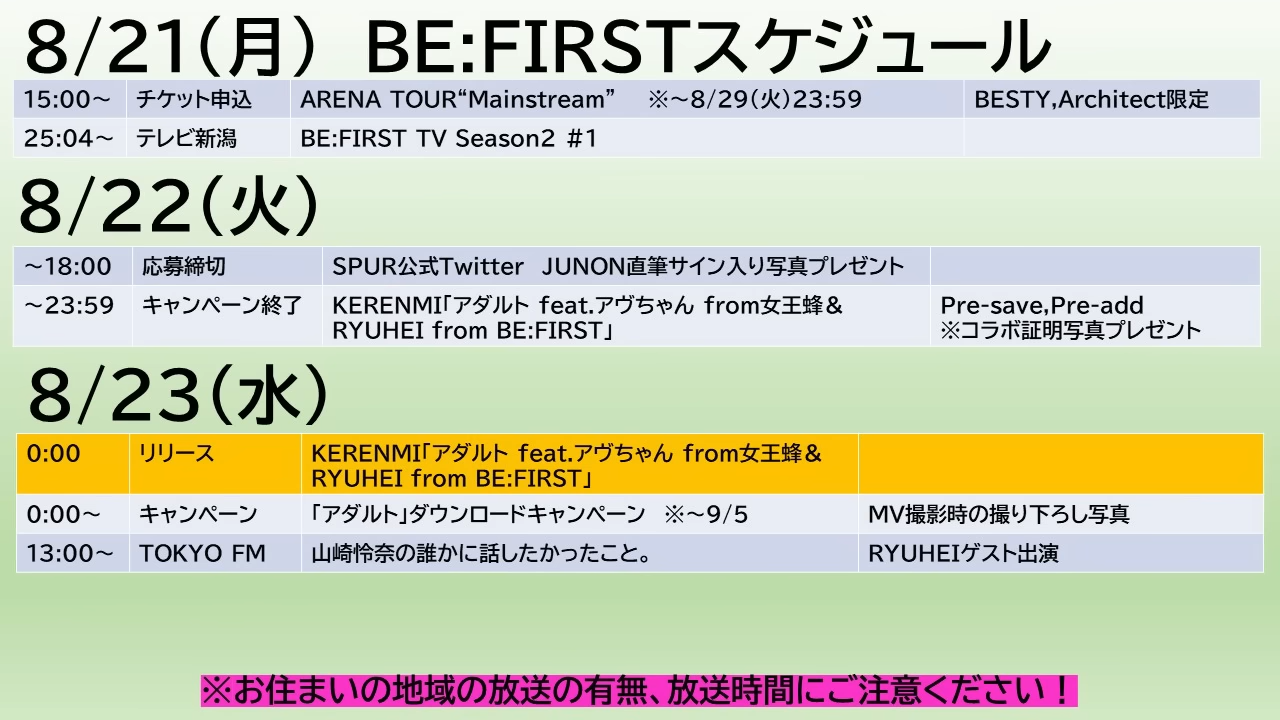 8/21(月) BE:FIRSTスケジュール
15:00～ チケット申込 ARENA TOUR“Mainstream” ※～8/29(火)23:59 BESTY,Architect限定
25:04～ テレビ新潟 BE:FIRST TV Season2 #1
8/22(火)
～18:00 応募締切 SPUR公式Twitter JUNON直筆サイン入り写真プレゼント
～23:59 キャンペーン終了 KERENMI「アダルト feat.アヴちゃん from女王蜂&
RYUHEI from BE:FIRST」
Pre-save,Pre-add
※コラボ証明写真プレゼント
8/23(水)
0:00 リリース KERENMI「アダルト feat.アヴちゃん from女王蜂&
RYUHEI from BE:FIRST」
0:00～ キャンペーン 「アダルト」ダウンロードキャンペーン ※～9/5 MV撮影時の撮り下ろし写真
13:00～ TOKYO FM 山崎怜奈の誰かに話したかったこと。 RYUHEIゲスト出演
※お住まいの地域の放送の有無、放送時間にご注意ください！